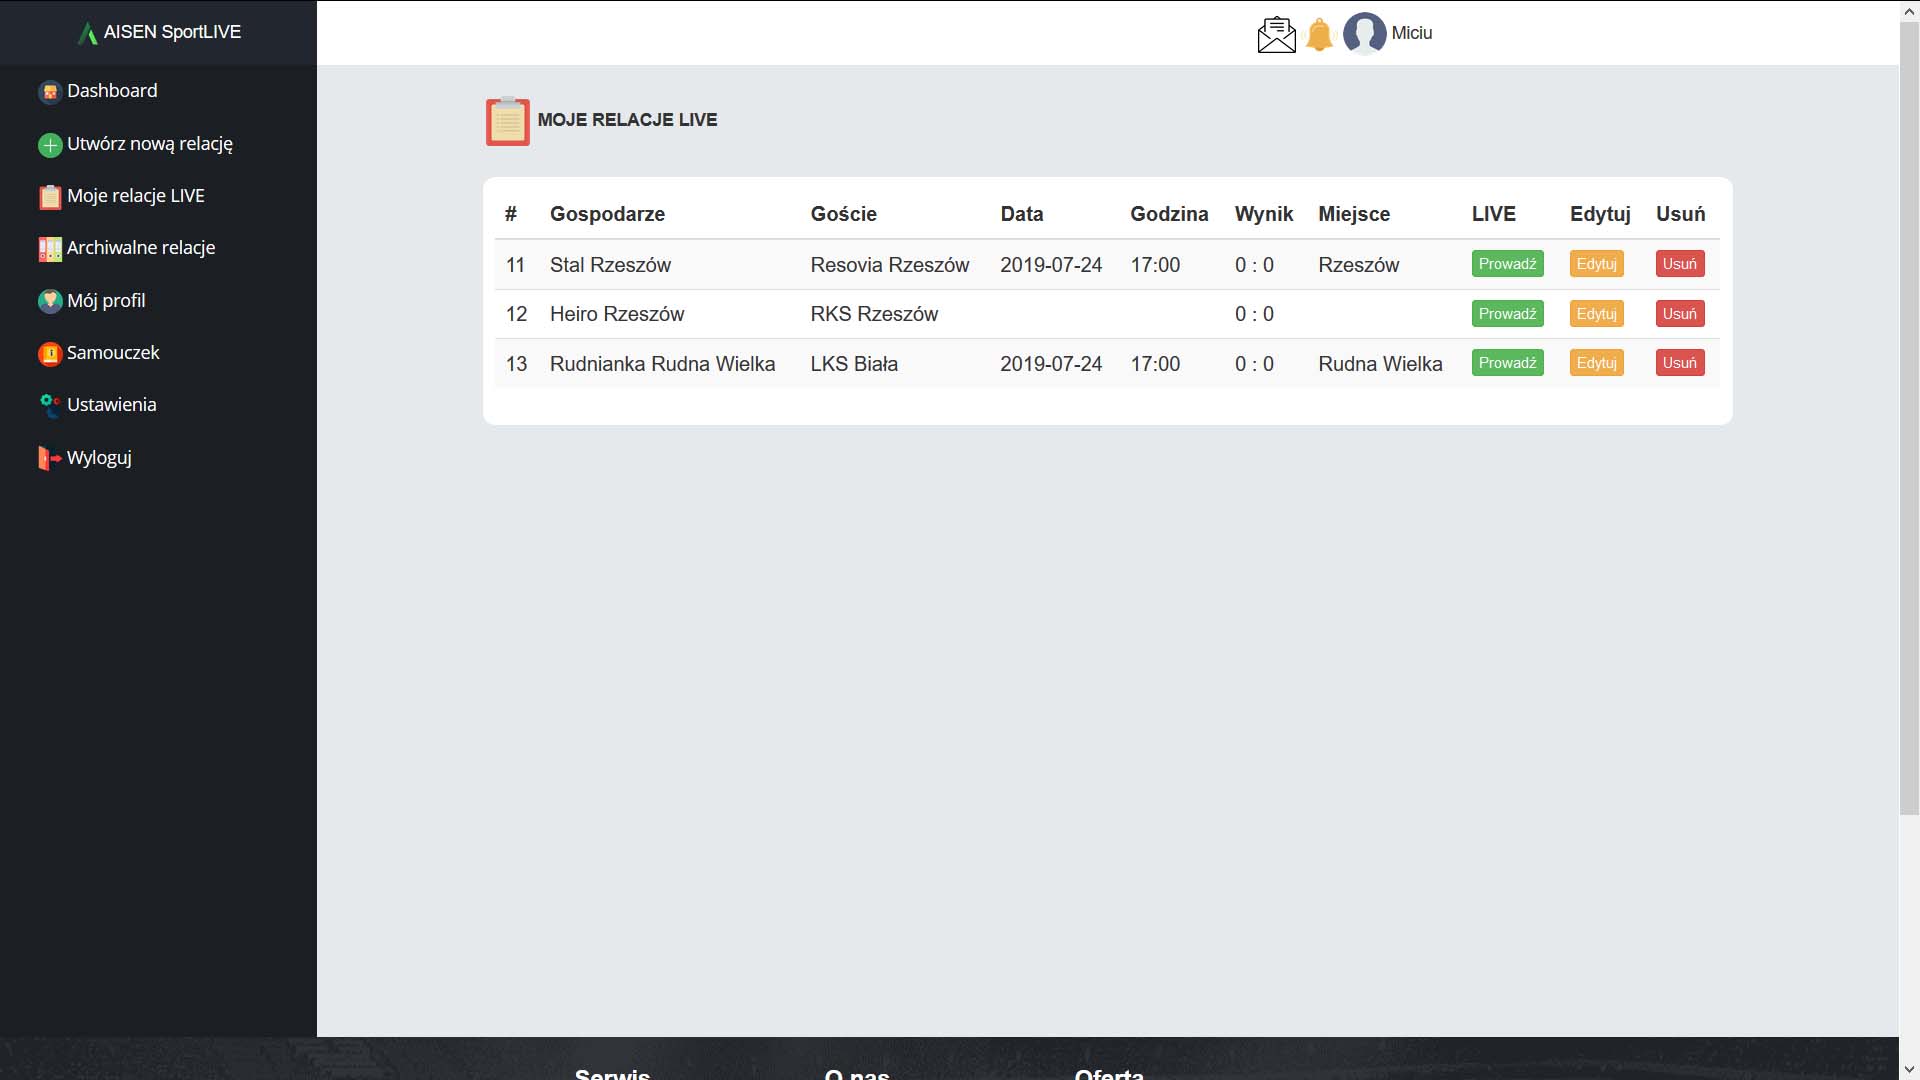 AISEN SportLIVE
Miciu
Dashboard
Utwórz nową relację
Moje relacje LIVE
Archiwalne relacje
Mój profil
Samouczek
Ustawienia
Wyloguj
MOJE RELACJE LIVE
# Gospodarze Goście Data Godzina Wynik Miejsce LIVE Edytuj Usuń
11 Stal Rzeszów Resovia Rzeszów 2019-07-24 17:00 0 : 0 Rzeszów Prowadź Edytuj Usuń
12 Heiro Rzeszów RKS Rzeszów 0 : 0 Prowadź Edytuj Usuń
13 Rudnianka Rudna Wielka LKS Biała 2019-07-24 17:00 0 : 0 Rudna Wielka Prowadź Edytuj Usuń
Serwis O nas Oferta